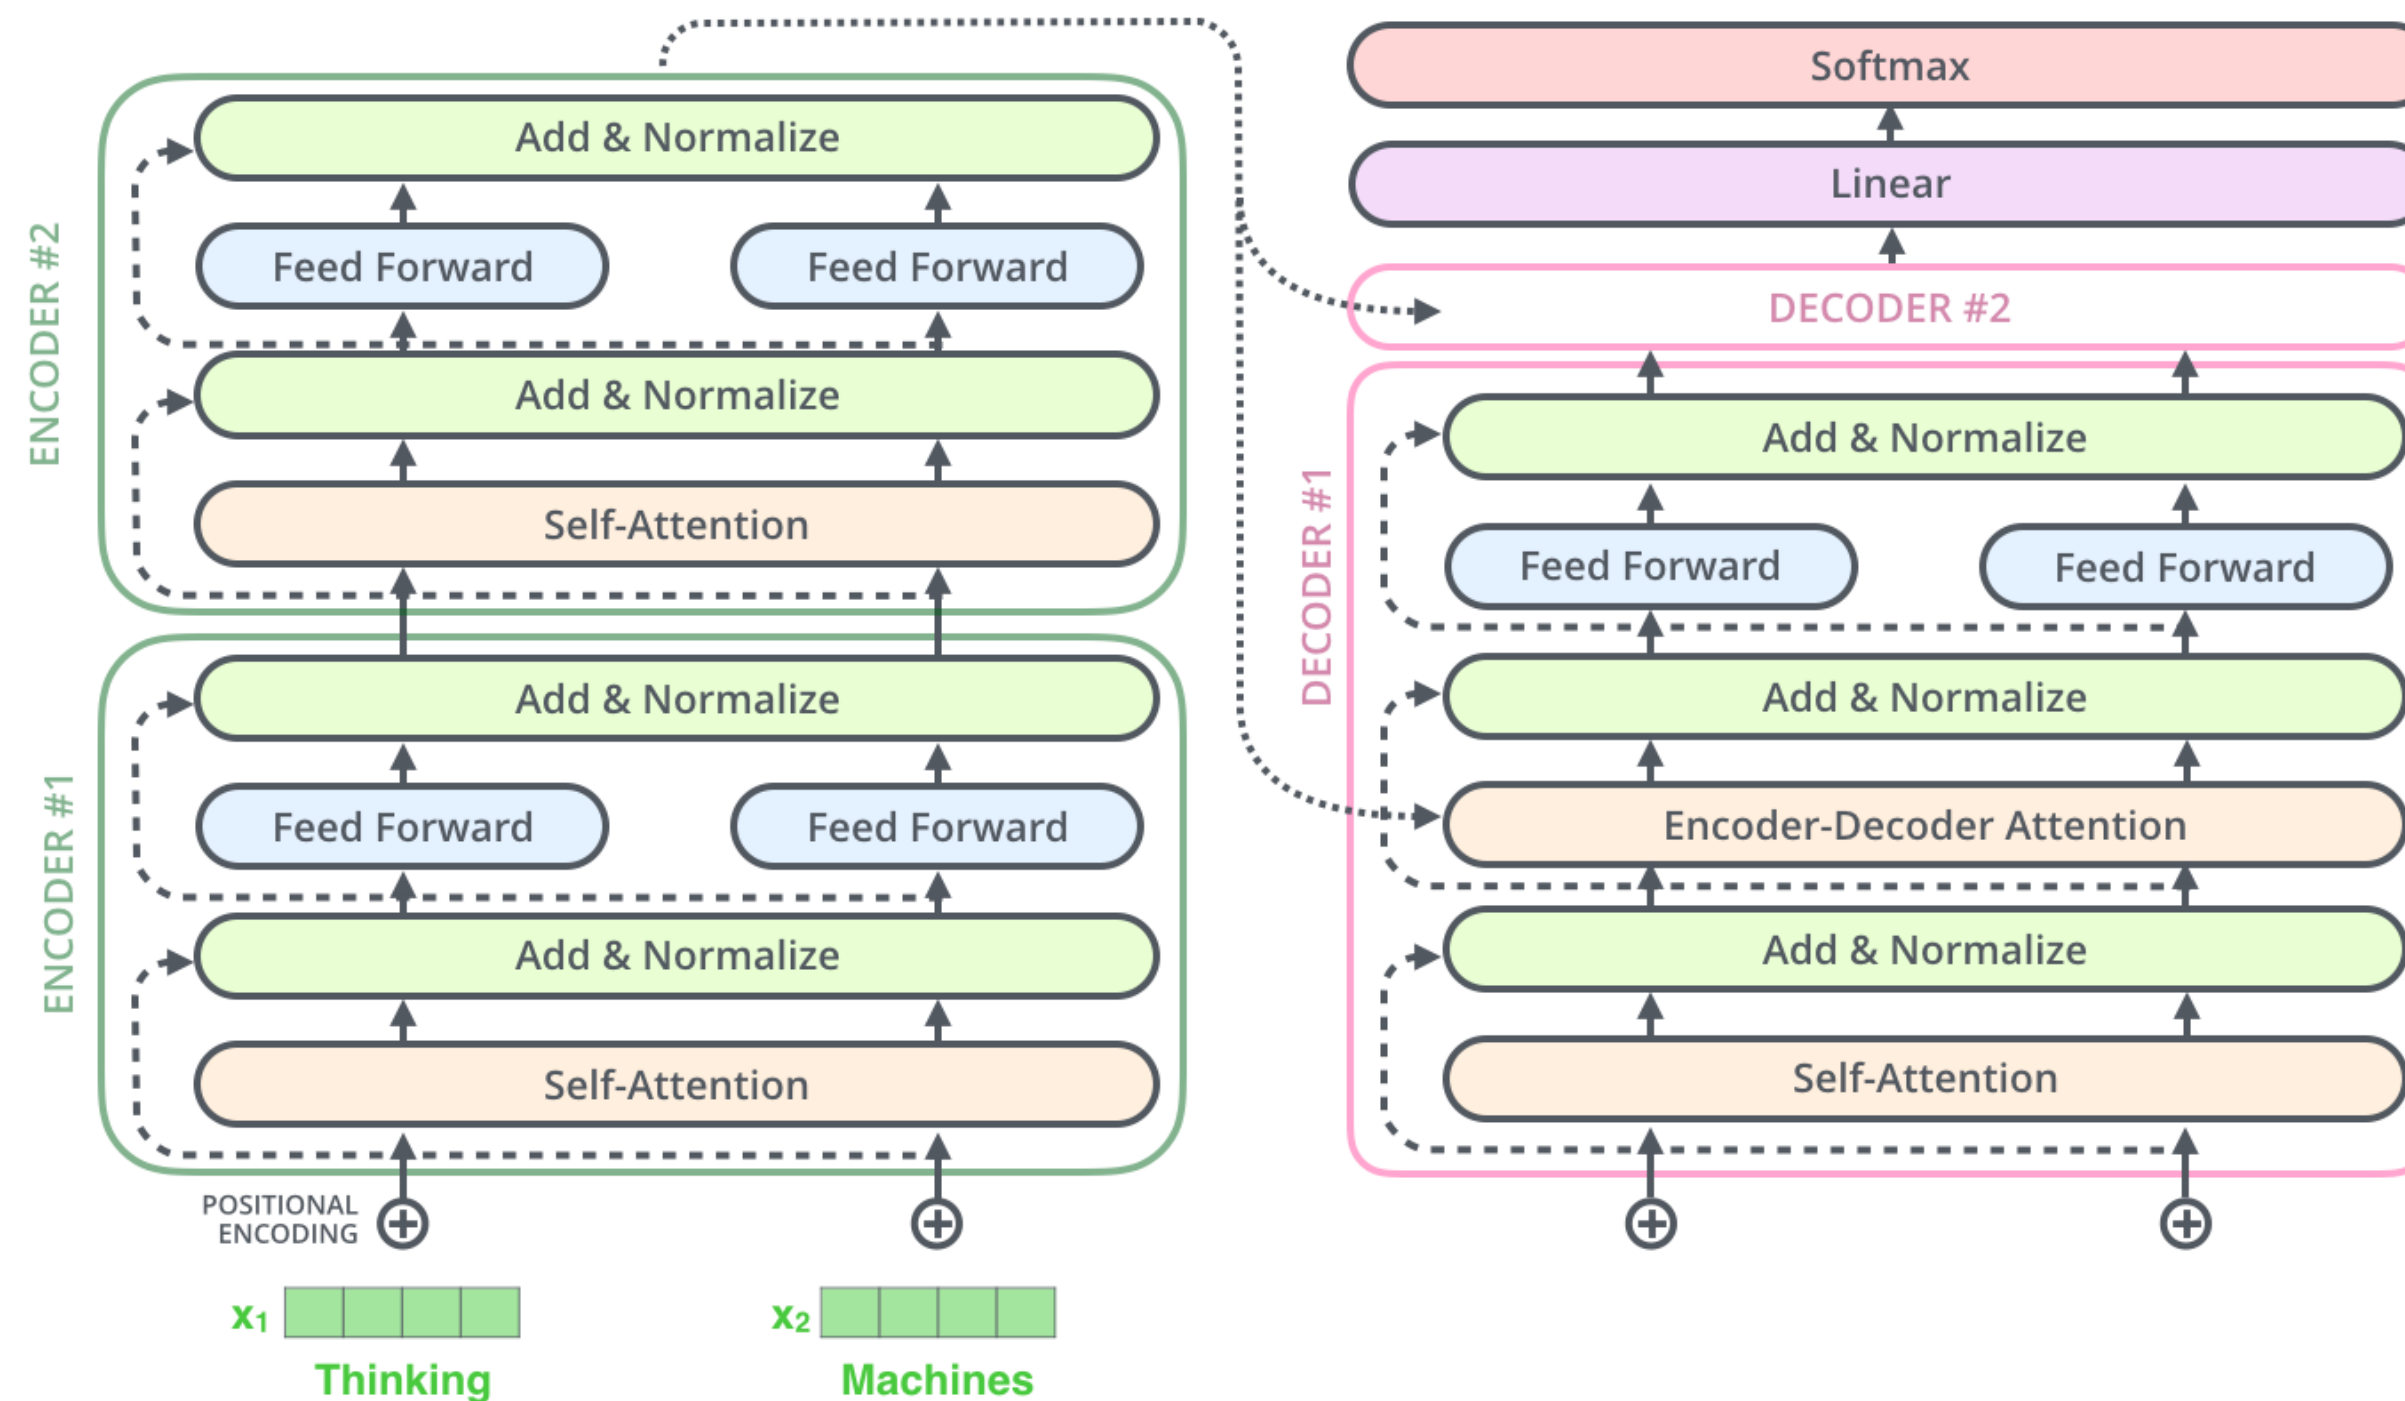 ENCODER #2
Add & Normalize
Feed Forward
Feed Forward
Add & Normalize
Self-Attention
ENCODER #1
Add & Normalize
Feed Forward
Feed Forward
Add & Normalize
Self-Attention
POSITIONAL
ENCODING
x₁
x₂
Thinking
Machines
Softmax
Linear
DECODER #2
DECODER #1
Add & Normalize
Feed Forward
Feed Forward
Add & Normalize
Encoder-Decoder Attention
Add & Normalize
Self-Attention